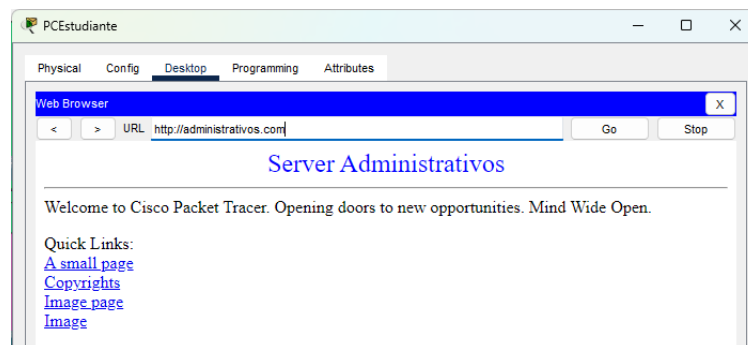 PCEstudiante
Physical Config Desktop Programming Attributes
Web Browser X
< > URL http://administrativos.com Go Stop
Server Administrativos
Welcome to Cisco Packet Tracer. Opening doors to new opportunities. Mind Wide Open.
Quick Links:
A small page
Copyrights
Image page
Image